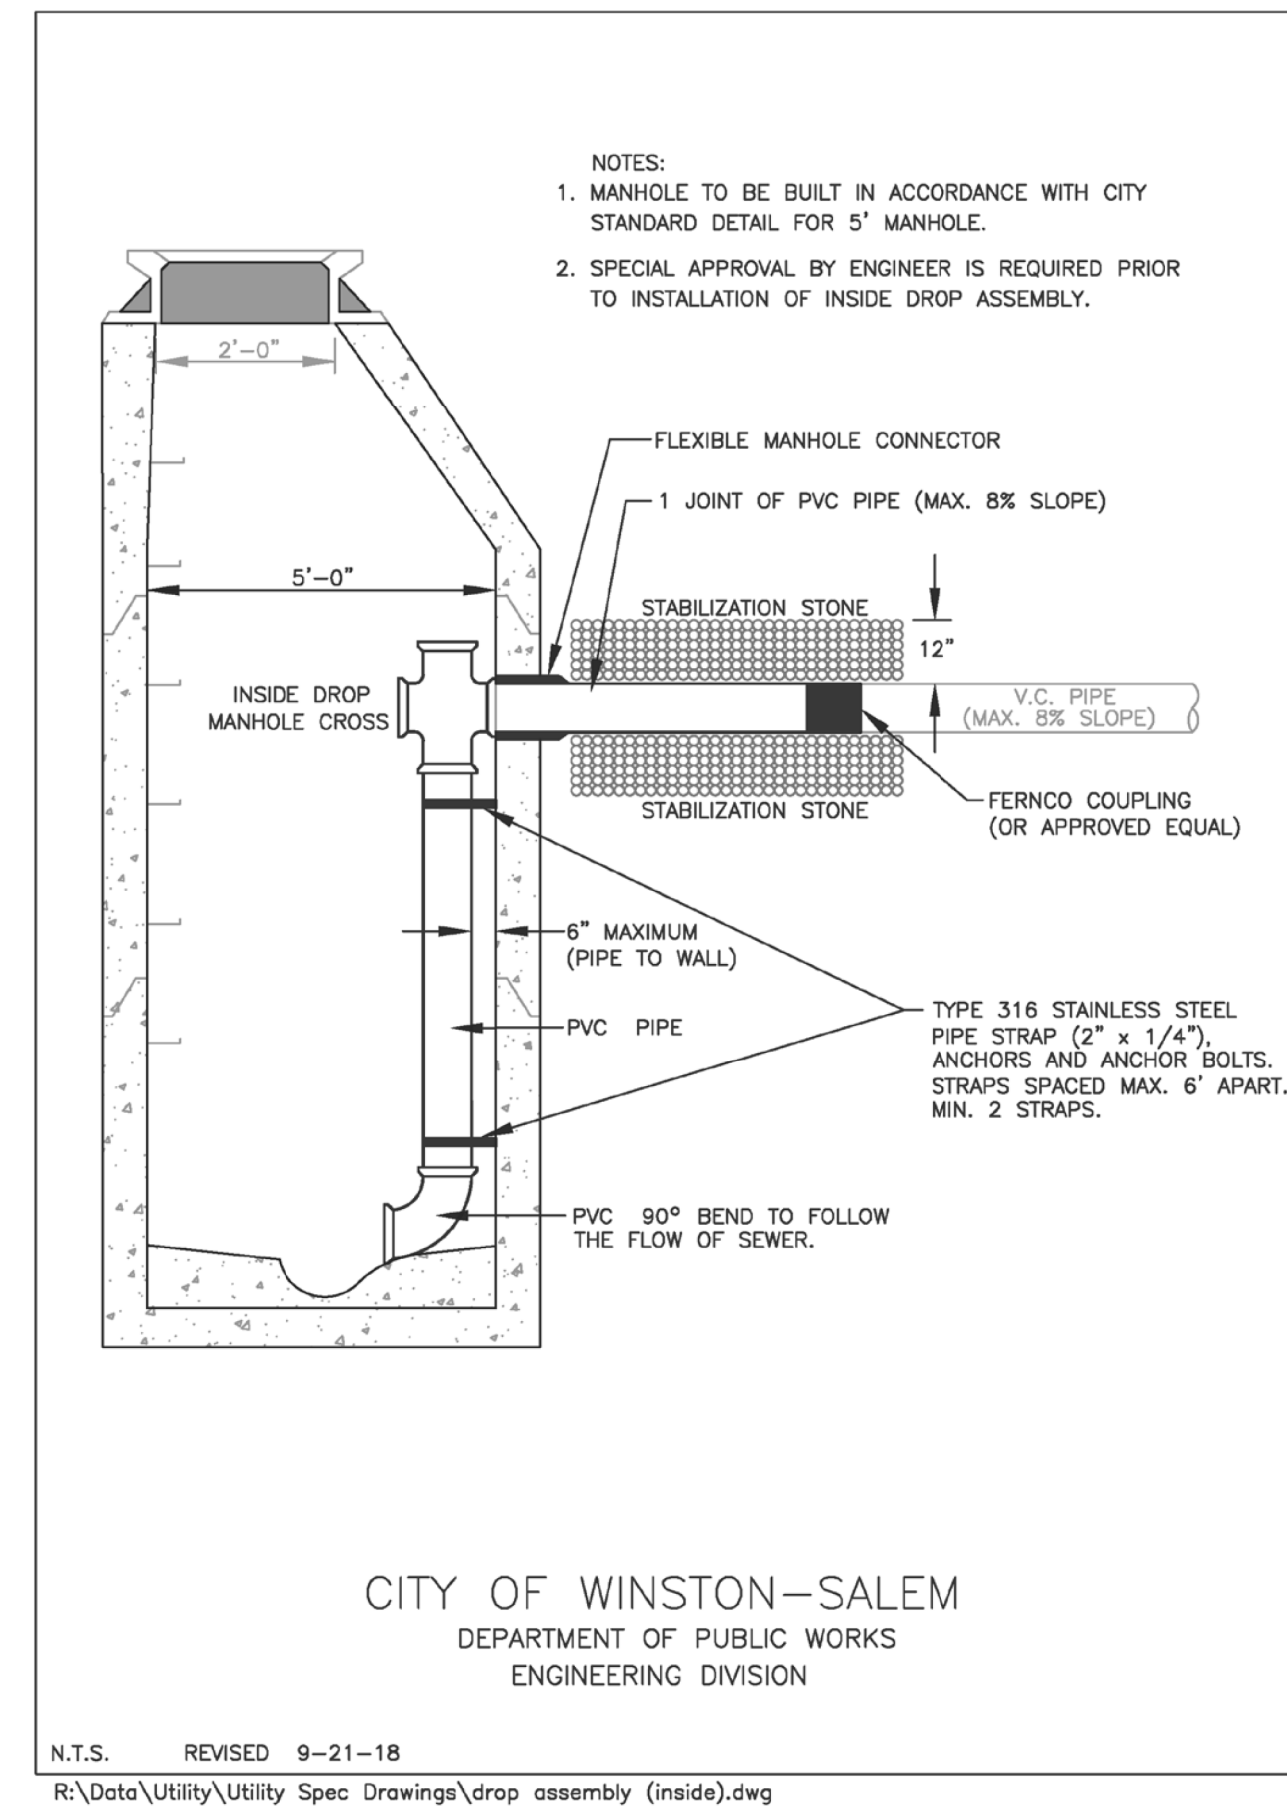 NOTES:
1. MANHOLE TO BE BUILT IN ACCORDANCE WITH CITY
STANDARD DETAIL FOR 5' MANHOLE.
2. SPECIAL APPROVAL BY ENGINEER IS REQUIRED PRIOR
TO INSTALLATION OF INSIDE DROP ASSEMBLY.
2'-0"
FLEXIBLE MANHOLE CONNECTOR
1 JOINT OF PVC PIPE (MAX. 8% SLOPE)
5'-0"
STABILIZATION STONE
12"
INSIDE DROP
MANHOLE CROSS
V.C. PIPE
(MAX. 8% SLOPE)
STABILIZATION STONE
FERNCO COUPLING
(OR APPROVED EQUAL)
6" MAXIMUM
(PIPE TO WALL)
PVC PIPE
TYPE 316 STAINLESS STEEL
PIPE STRAP (2" x 1/4"),
ANCHORS AND ANCHOR BOLTS.
STRAPS SPACED MAX. 6' APART.
MIN. 2 STRAPS.
PVC 90° BEND TO FOLLOW
THE FLOW OF SEWER.
CITY OF WINSTON-SALEM
DEPARTMENT OF PUBLIC WORKS
ENGINEERING DIVISION
N.T.S. REVISED 9-21-18
R:\Data\Utility\Utility Spec Drawings\drop assembly (inside).dwg